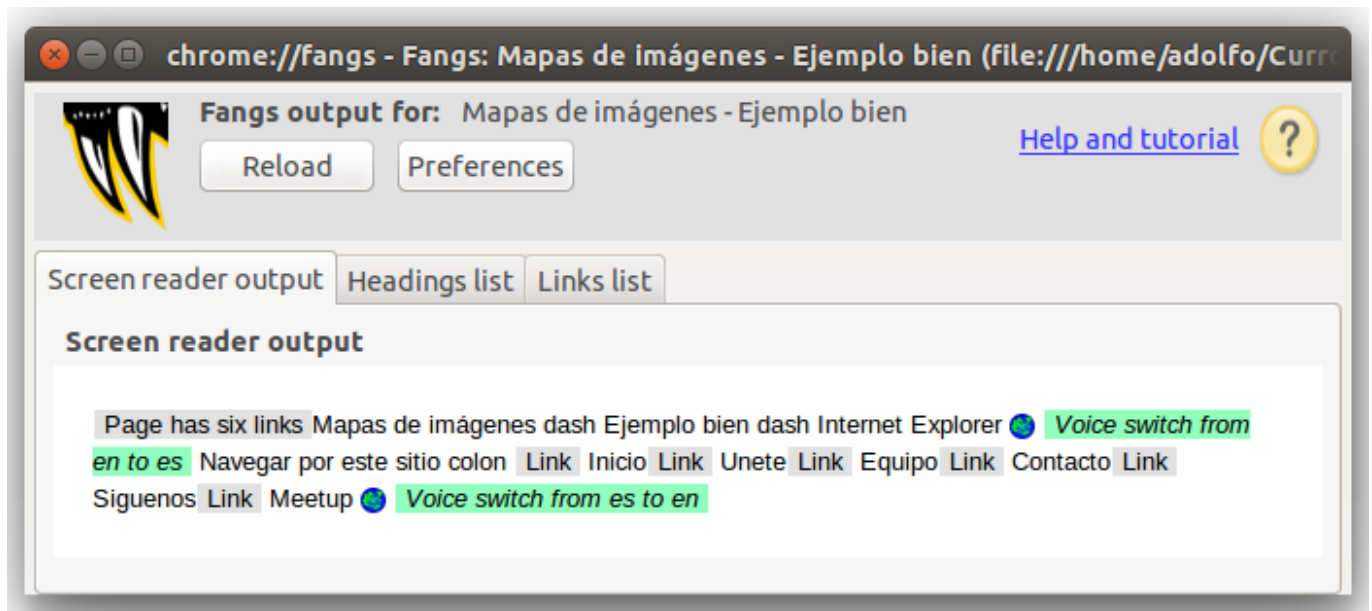 chrome://fangs - Fangs: Mapas de imágenes - Ejemplo bien (file:///home/adolfo/Curr
Fangs output for: Mapas de imágenes - Ejemplo bien
Help and tutorial ?
Reload Preferences
Screen reader output Headings list Links list
Screen reader output
Page has six links Mapas de imágenes dash Ejemplo bien dash Internet Explorer Voice switch from
en to es Navegar por este sitio colon Link Inicio Link Unete Link Equipo Link Contacto Link
Siguenos Link Meetup Voice switch from es to en